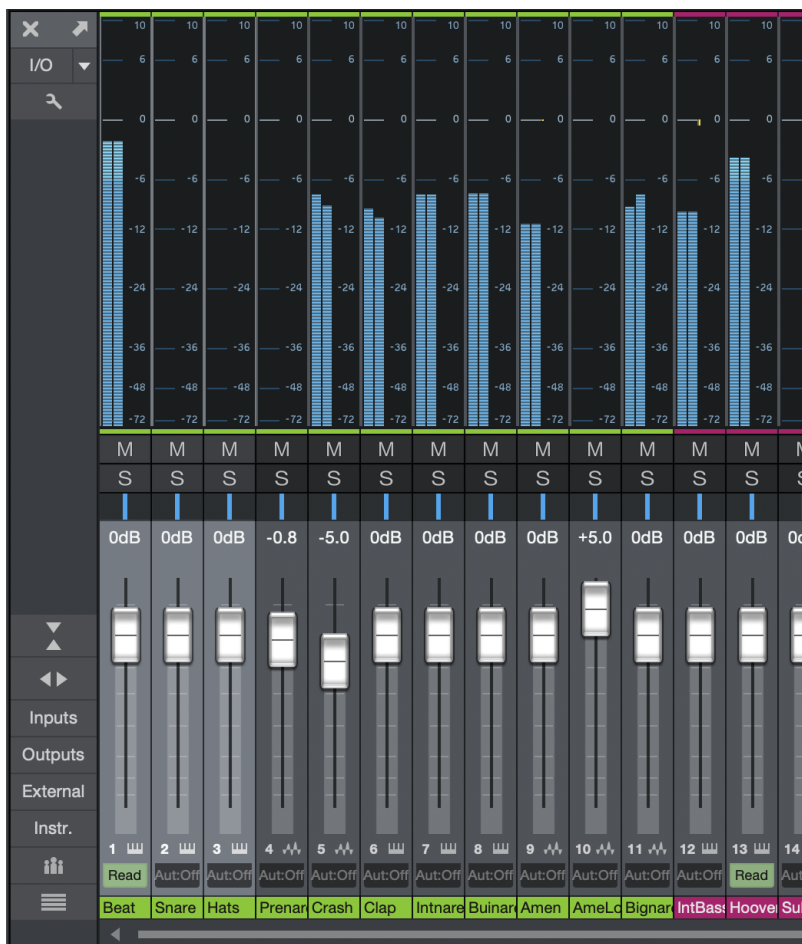 10 10 10 10 10 10 10 10 10 10 10 10 10
I/O 6 6 6 6 6 6 6 6 6 6 6 6 6
0 0 0 0 0 0 0 0 0 0 0 0 0
-6 -6 -6 -6 -6 -6 -6 -6 -6 -6 -6 -6 -6
-12 -12 -12 -12 -12 -12 -12 -12 -12 -12 -12 -12 -12
-24 -24 -24 -24 -24 -24 -24 -24 -24 -24 -24 -24 -24
-36 -36 -36 -36 -36 -36 -36 -36 -36 -36 -36 -36 -36
-48 -48 -48 -48 -48 -48 -48 -48 -48 -48 -48 -48 -48
-72 -72 -72 -72 -72 -72 -72 -72 -72 -72 -72 -72 -72
M M M M M M M M M M M M M
S S S S S S S S S S S S S
0dB 0dB 0dB -0.8 -5.0 0dB 0dB 0dB 0dB +5.0 0dB 0dB 0dB
Inputs
Outputs
External
Instr.
1 2 3 4 5 6 7 8 9 10 11 12 13 14
Read Aut:Off Aut:Off Aut:Off Aut:Off Aut:Off Aut:Off Aut:Off Aut:Off Aut:Off Aut:Off Aut:Off Read Aut
Beat Snare Hats Prenar Crash Clap Intnare Buinar Amen AmeLo Bignar IntBass Hoover